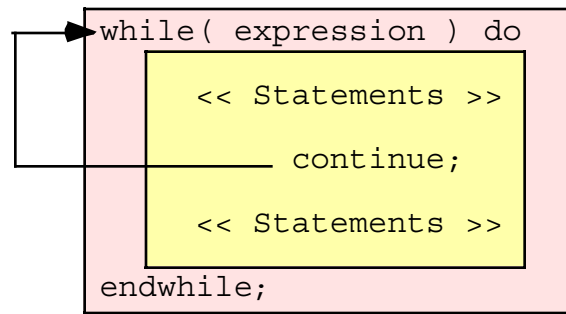 while( expression ) do
<< Statements >>
continue;
<< Statements >>
endwhile;